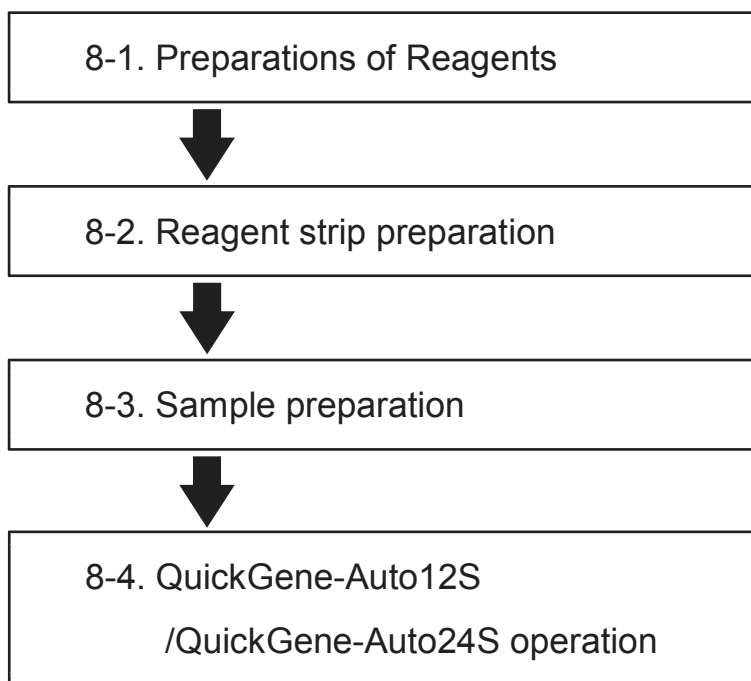 8-1. Preparations of Reagents
8-2. Reagent strip preparation
8-3. Sample preparation
8-4. QuickGene-Auto12S
/QuickGene-Auto24S operation